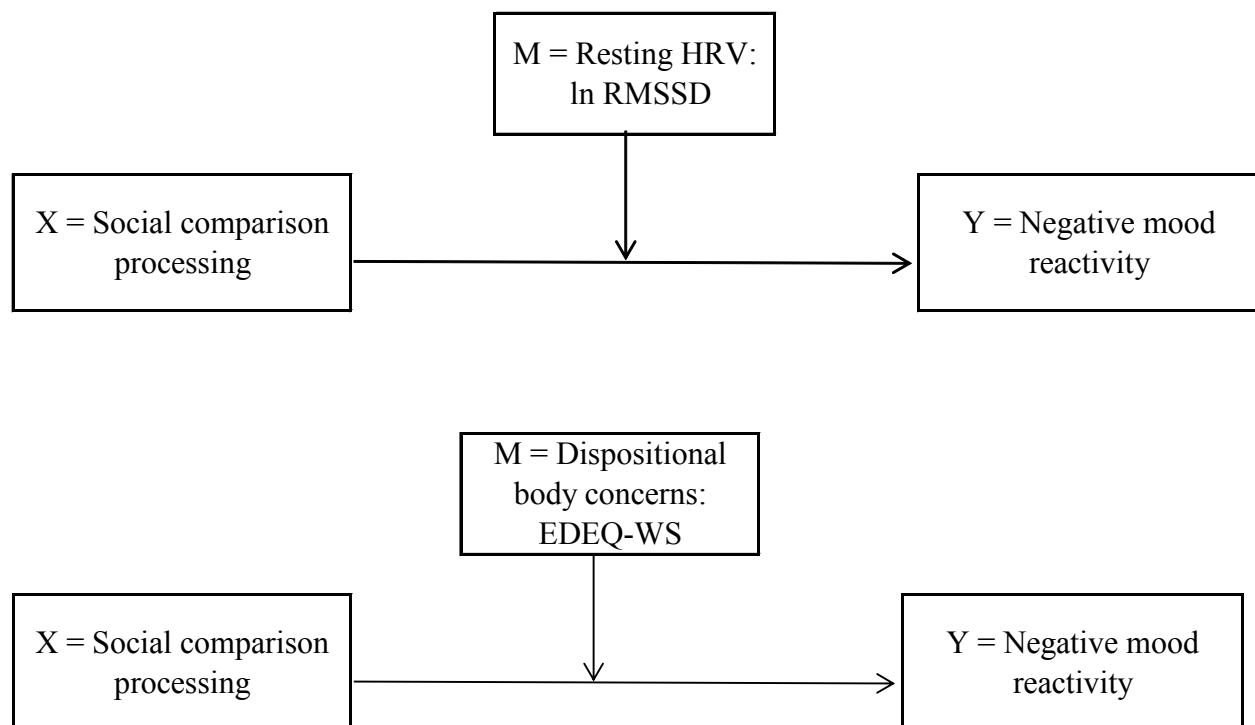 M = Resting HRV:
ln RMSSD
X = Social comparison
processing
Y = Negative mood
reactivity
M = Dispositional
body concerns:
EDEQ-WS
X = Social comparison
processing
Y = Negative mood
reactivity